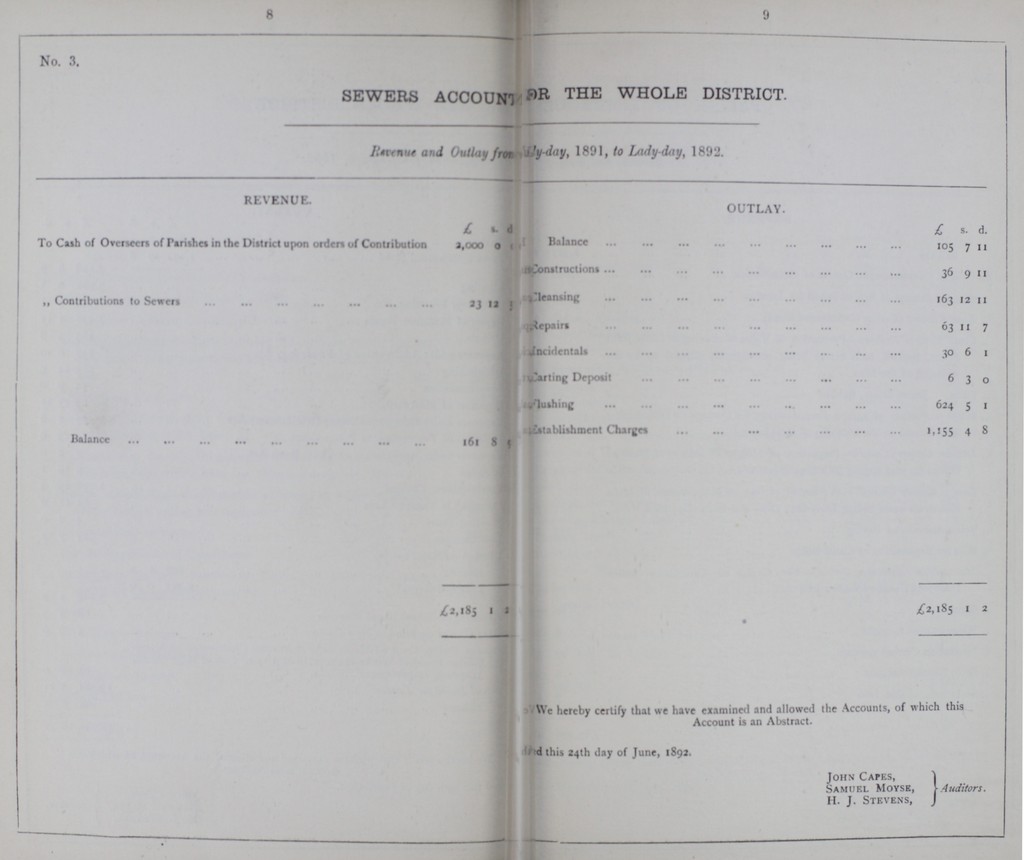 8
9
No. 3.
SEWERS ACCOUNT OR THE WHOLE DISTRICT.
Revenue and Outlay from dy-day, 1891, to Lady-day, 1892.
REVENUE.
£ s. d
To Cash of Overseers of Parishes in the District upon orders of Contribution 2,000 0
„ Contributions to Sewers ... ... ... ... ... ... ... 23 12
Balance ... ... ... ... ... ... ... ... ... 161 8
£2,185 1 2
OUTLAY.
£ s. d.
Balance ... ... ... ... ... ... ... ... ... 105 7 11
Constructions ... ... ... ... ... ... ... ... ... 36 9 11
Cleansing ... ... ... ... ... ... ... ... ... 163 12 11
Repairs ... ... ... ... ... ... ... ... ... 63 11 7
Incidentals ... ... ... ... ... ... ... ... ... 30 6 1
Carting Deposit ... ... ... ... ... ... ... ... 6 3 0
Flushing ... ... ... ... ... ... ... ... ... 624 5 1
Establishment Charges ... ... ... ... ... ... ... 1,155 4 8
£2,185 1 2
We hereby certify that we have examined and allowed the Accounts, of which this
Account is an Abstract.
d this 24th day of June, 1892.
JOHN CAPES,
SAMUEL MOYSE, } Auditors.
H. J. STEVENS,